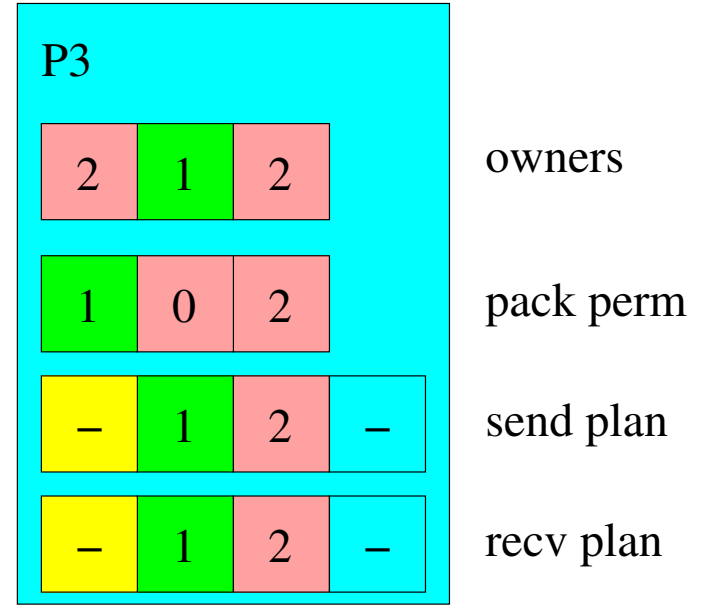 P3
2 1 2 owners
1 0 2 pack perm
– 1 2 – send plan
– 1 2 – recv plan